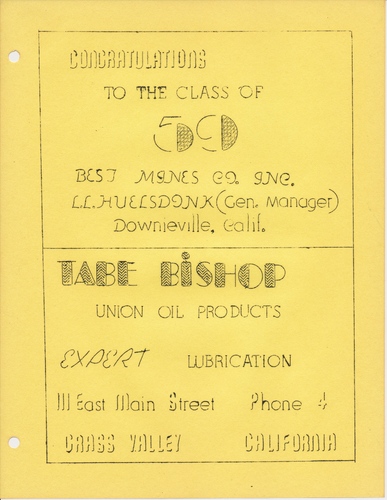 CONGRATULATIONS
TO THE CLASS OF
50
BEST MINES CO. INC.
L.L. HUELSDONK (Gen. Manager)
Downieville, Calif.
TABE BiSHOP
UNION OIL PRODUCTS
EXPERT LUBRICATION
111 East Main Street Phone 4
GRASS VALLEY CALIFORNIA